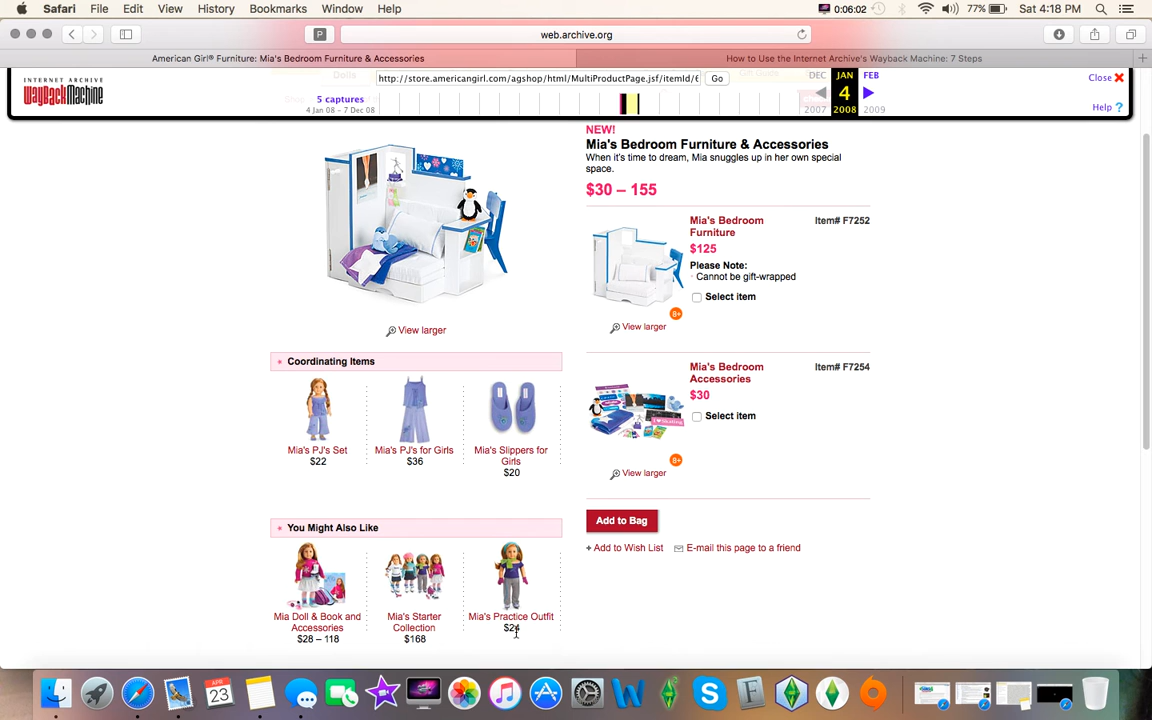 Safari File Edit View History Bookmarks Window Help
0:06:02 77% Sat 4:18 PM
web.archive.org
American Girl® Furniture: Mia's Bedroom Furniture & Accessories
How to Use the Internet Archive's Wayback Machine: 7 Steps
INTERNET ARCHIVE
WayBackMachine
http://store.americangirl.com/agshop/html/MultiProductPage.jsf/itemId/6
Go
5 captures
4 Jan 08 – 7 Dec 08
DEC JAN FEB
4
2007 2008 2009
Close
Help ?
NEW!
Mia's Bedroom Furniture & Accessories
When it's time to dream, Mia snuggles up in her own special
space.
$30 – 155
Mia's Bedroom
Furniture
Item# F7252
$125
Please Note:
· Cannot be gift-wrapped
Select item
8+
View larger
Mia's Bedroom
Accessories
Item# F7254
$30
Select item
8+
View larger
Add to Bag
+ Add to Wish List
E-mail this page to a friend
View larger
Coordinating Items
Mia's PJ's Set
$22
Mia's PJ's for Girls
$36
Mia's Slippers for
Girls
$20
You Might Also Like
Mia Doll & Book and
Accessories
$28 – 118
Mia's Starter
Collection
$168
Mia's Practice Outfit
$24
APR
23